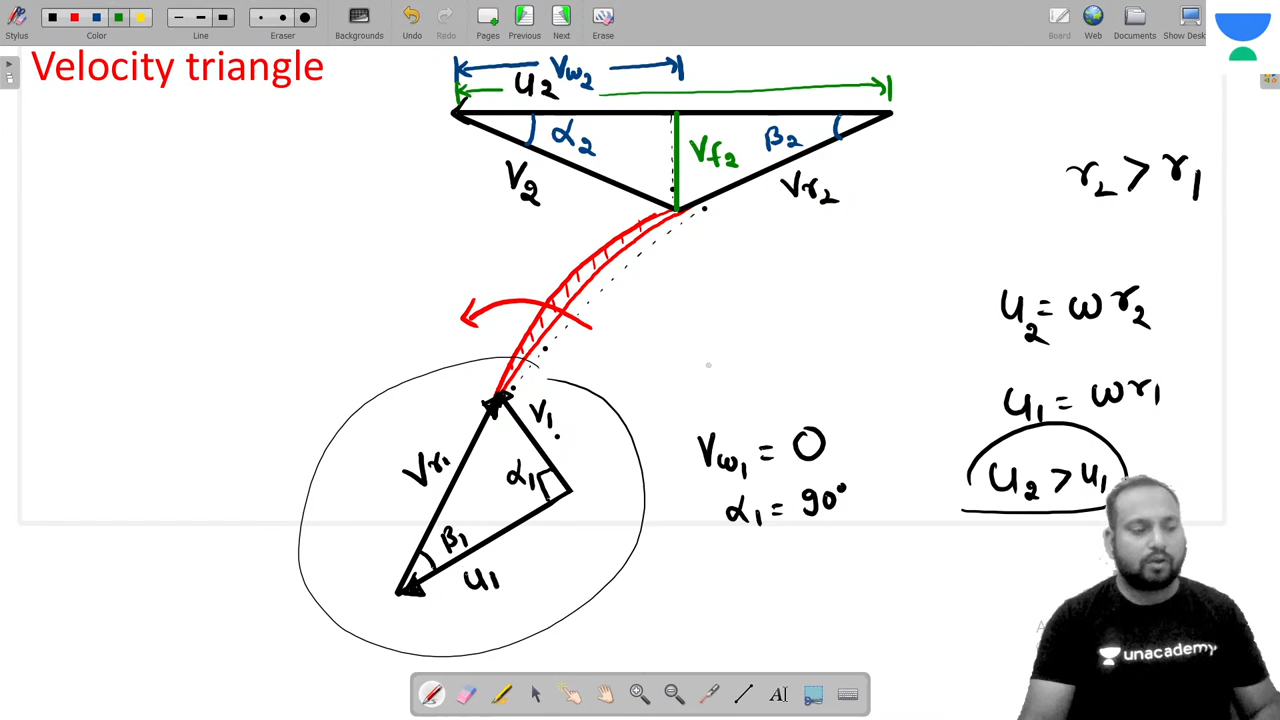 Color
Line
Eraser
Backgrounds
Undo
Redo
Pages
Previous
Next
Erase
Board
Web
Documents
Show Desk
Stylus
Velocity triangle
Vw2
u2
α2
β2
Vf2
V2
Vr2
r2 > r1
u2 = ωr2
u1 = ωr1
u2 > u1
V1
Vr1
α1
β1
u1
Vw1 = 0
α1 = 90°
unacademy
AI